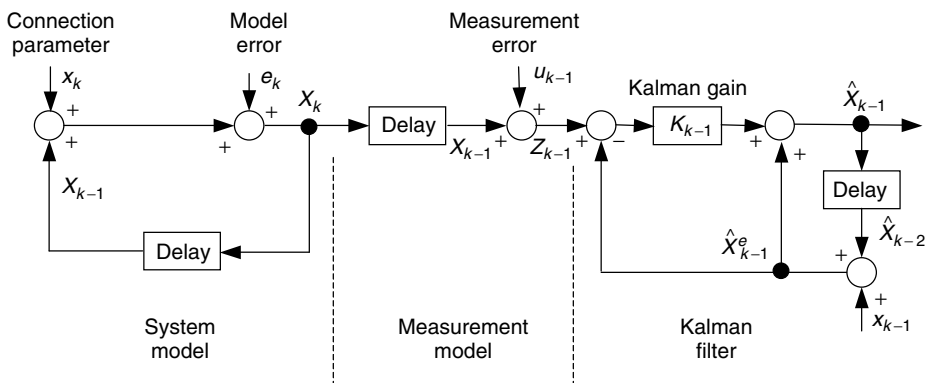 Connection parameter
Model error
Measurement error
x_k
e_k
u_{k−1}
Kalman gain
X̂_{k−1}
+
+
+
+
X_k
Delay
X_{k−1}
+
+
Z_{k−1}
+
−
K_{k−1}
+
+
X_{k−1}
Delay
Delay
X̂_{k−2}
X̂^e_{k−1}
+
+
x_{k−1}
System model
Measurement model
Kalman filter